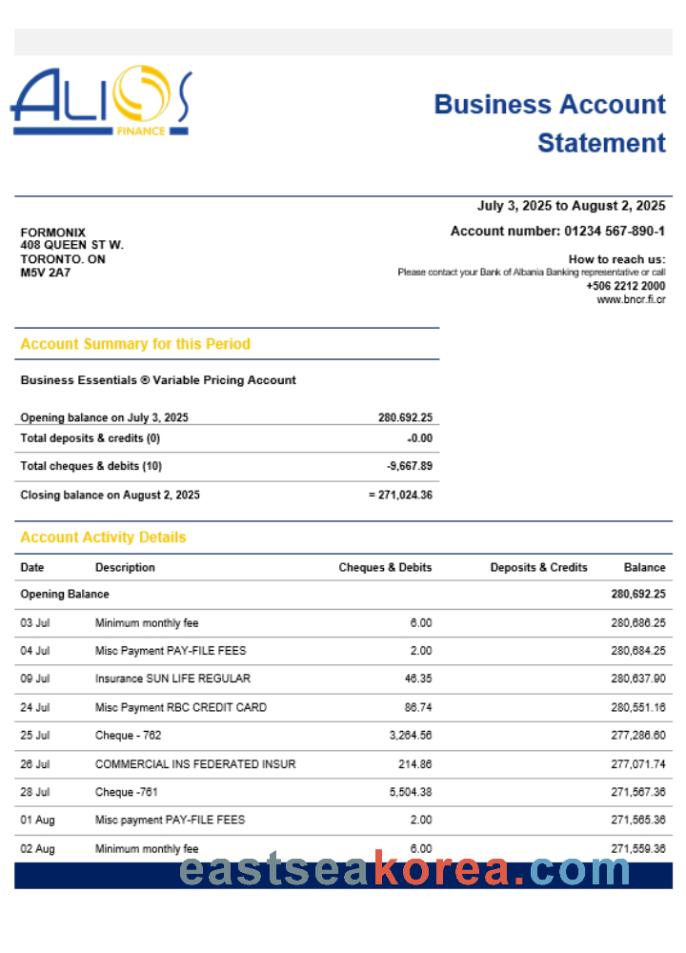 ALIOS
FINANCE
Business Account
Statement
July 3, 2025 to August 2, 2025
FORMONIX
408 QUEEN ST W.
TORONTO. ON
M5V 2A7
Account number: 01234 567-890-1
How to reach us:
Please contact your Bank of Albania Banking representative or call
+506 2212 2000
www.bncr.fi.cr
Account Summary for this Period
Business Essentials ® Variable Pricing Account
Opening balance on July 3, 2025 280.692.25
Total deposits & credits (0) -0.00
Total cheques & debits (10) -9,667.89
Closing balance on August 2, 2025 = 271,024.36
Account Activity Details
Date Description Cheques & Debits Deposits & Credits Balance
Opening Balance 280,692.25
03 Jul Minimum monthly fee 6.00 280,686.25
04 Jul Misc Payment PAY-FILE FEES 2.00 280,684.25
09 Jul Insurance SUN LIFE REGULAR 46.35 280,637.90
24 Jul Misc Payment RBC CREDIT CARD 86.74 280,551.16
25 Jul Cheque - 762 3,264.56 277,286.60
26 Jul COMMERCIAL INS FEDERATED INSUR 214.86 277,071.74
28 Jul Cheque -761 5,504.38 271,567.36
01 Aug Misc payment PAY-FILE FEES 2.00 271,565.36
02 Aug Minimum monthly fee 6.00 271,559.36
eastseakorea.com